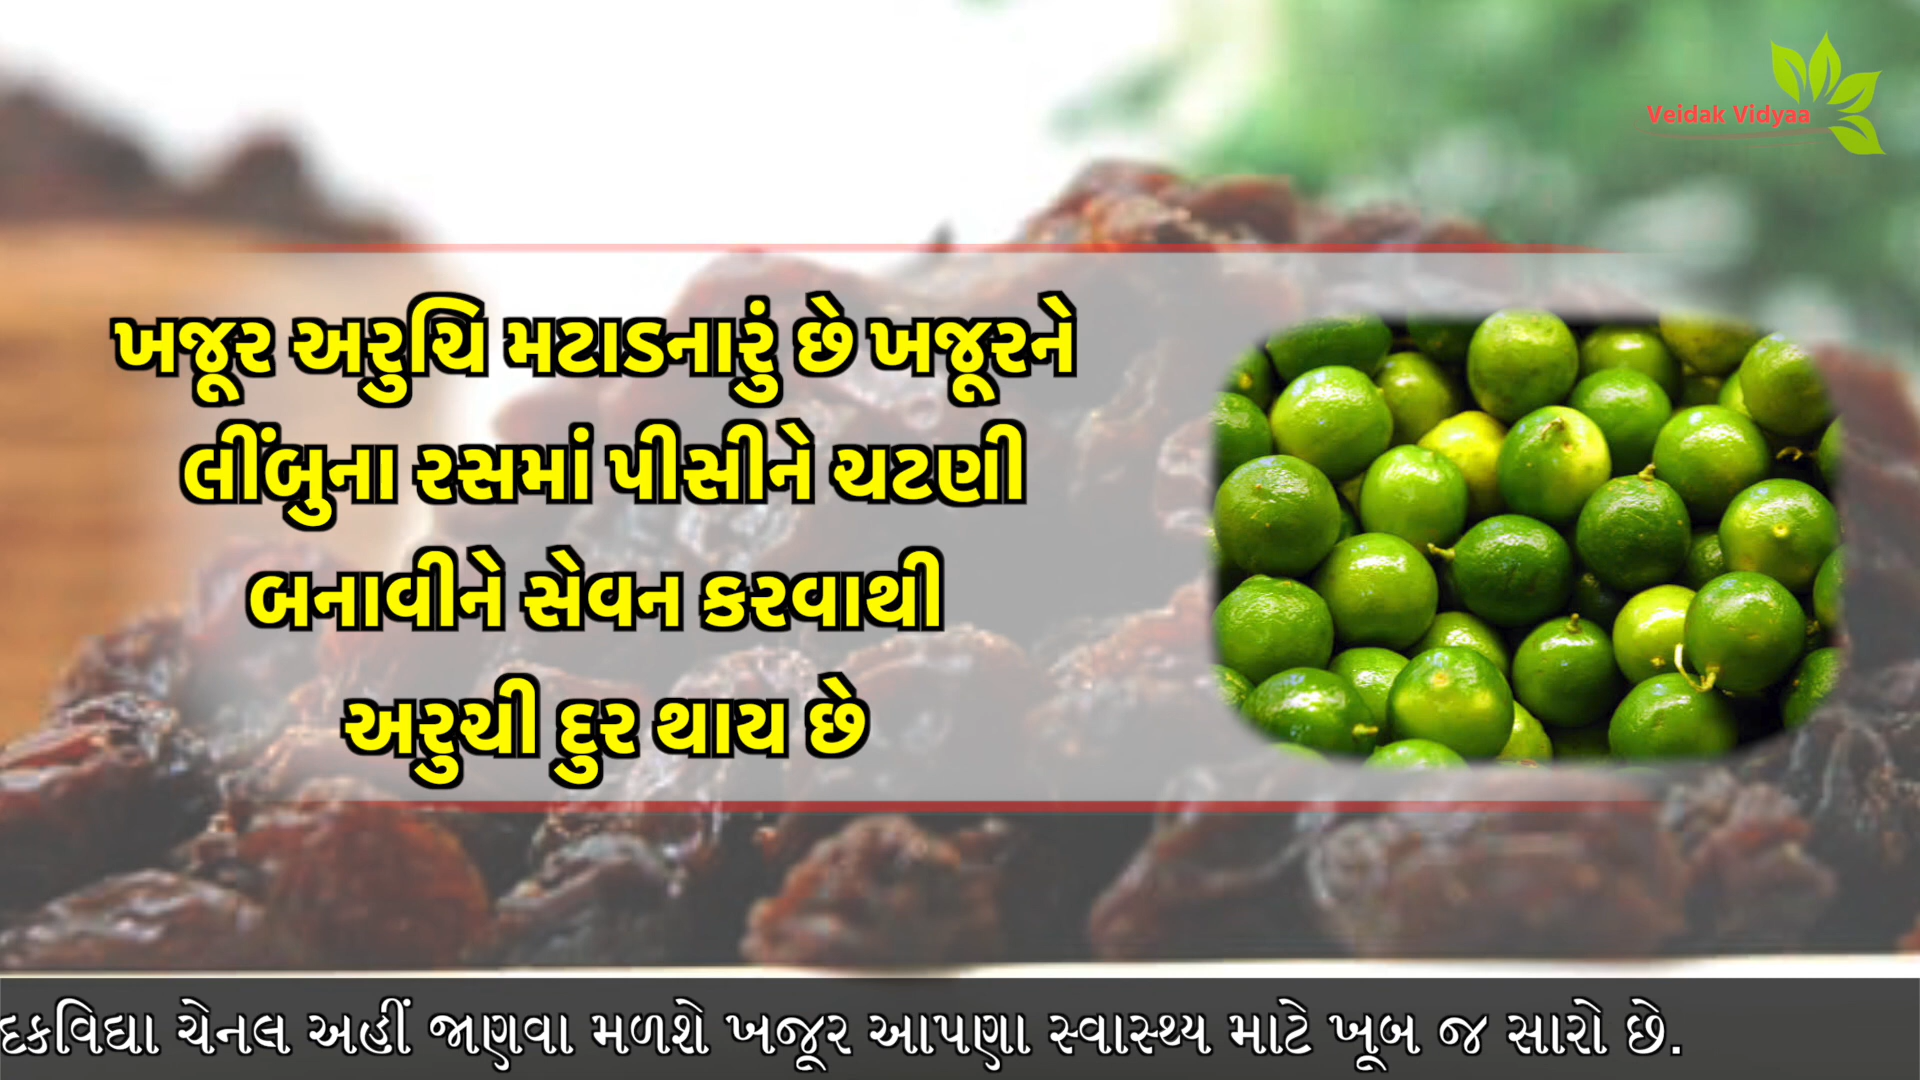 Veidak Vidyaa
ખજૂર અરુચિ મટાડનારું છે ખજૂરને
લીંબુના રસમાં પીસીને ચટણી
બનાવીને સેવન કરવાથી
અરુચી દુર થાય છે
દકવિદ્યા ચેનલ અહીં જાણવા મળશે ખજૂર આપણા સ્વાસ્થ્ય માટે ખૂબ જ સારો છે.